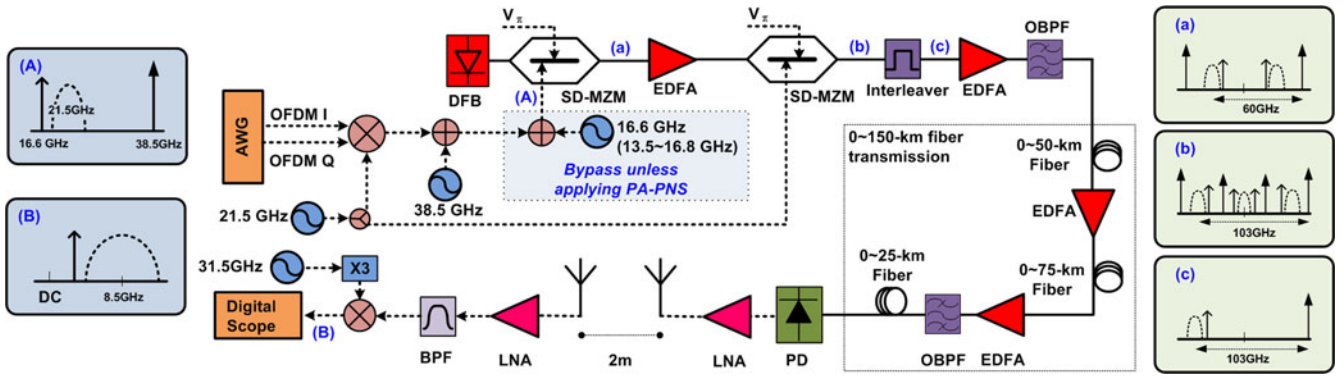 (A)
21.5GHz
16.6 GHz
38.5GHz
(B)
DC
8.5GHz
AWG
OFDM I
OFDM Q
21.5 GHz
38.5GHz
V π
DFB
(A)
SD-MZM
(a)
EDFA
16.6 GHz
(13.5~16.8 GHz)
Bypass unless
applying PA-PNS
V π
SD-MZM
(b)
Interleaver
(c)
EDFA
OBPF
0~150-km fiber
transmission
0~50-km
Fiber
EDFA
0~75-km
Fiber
EDFA
OBPF
0~25-km
Fiber
PD
LNA
2m
LNA
BPF
31.5GHz
X3
(B)
Digital
Scope
(a)
60GHz
(b)
103GHz
(c)
103GHz